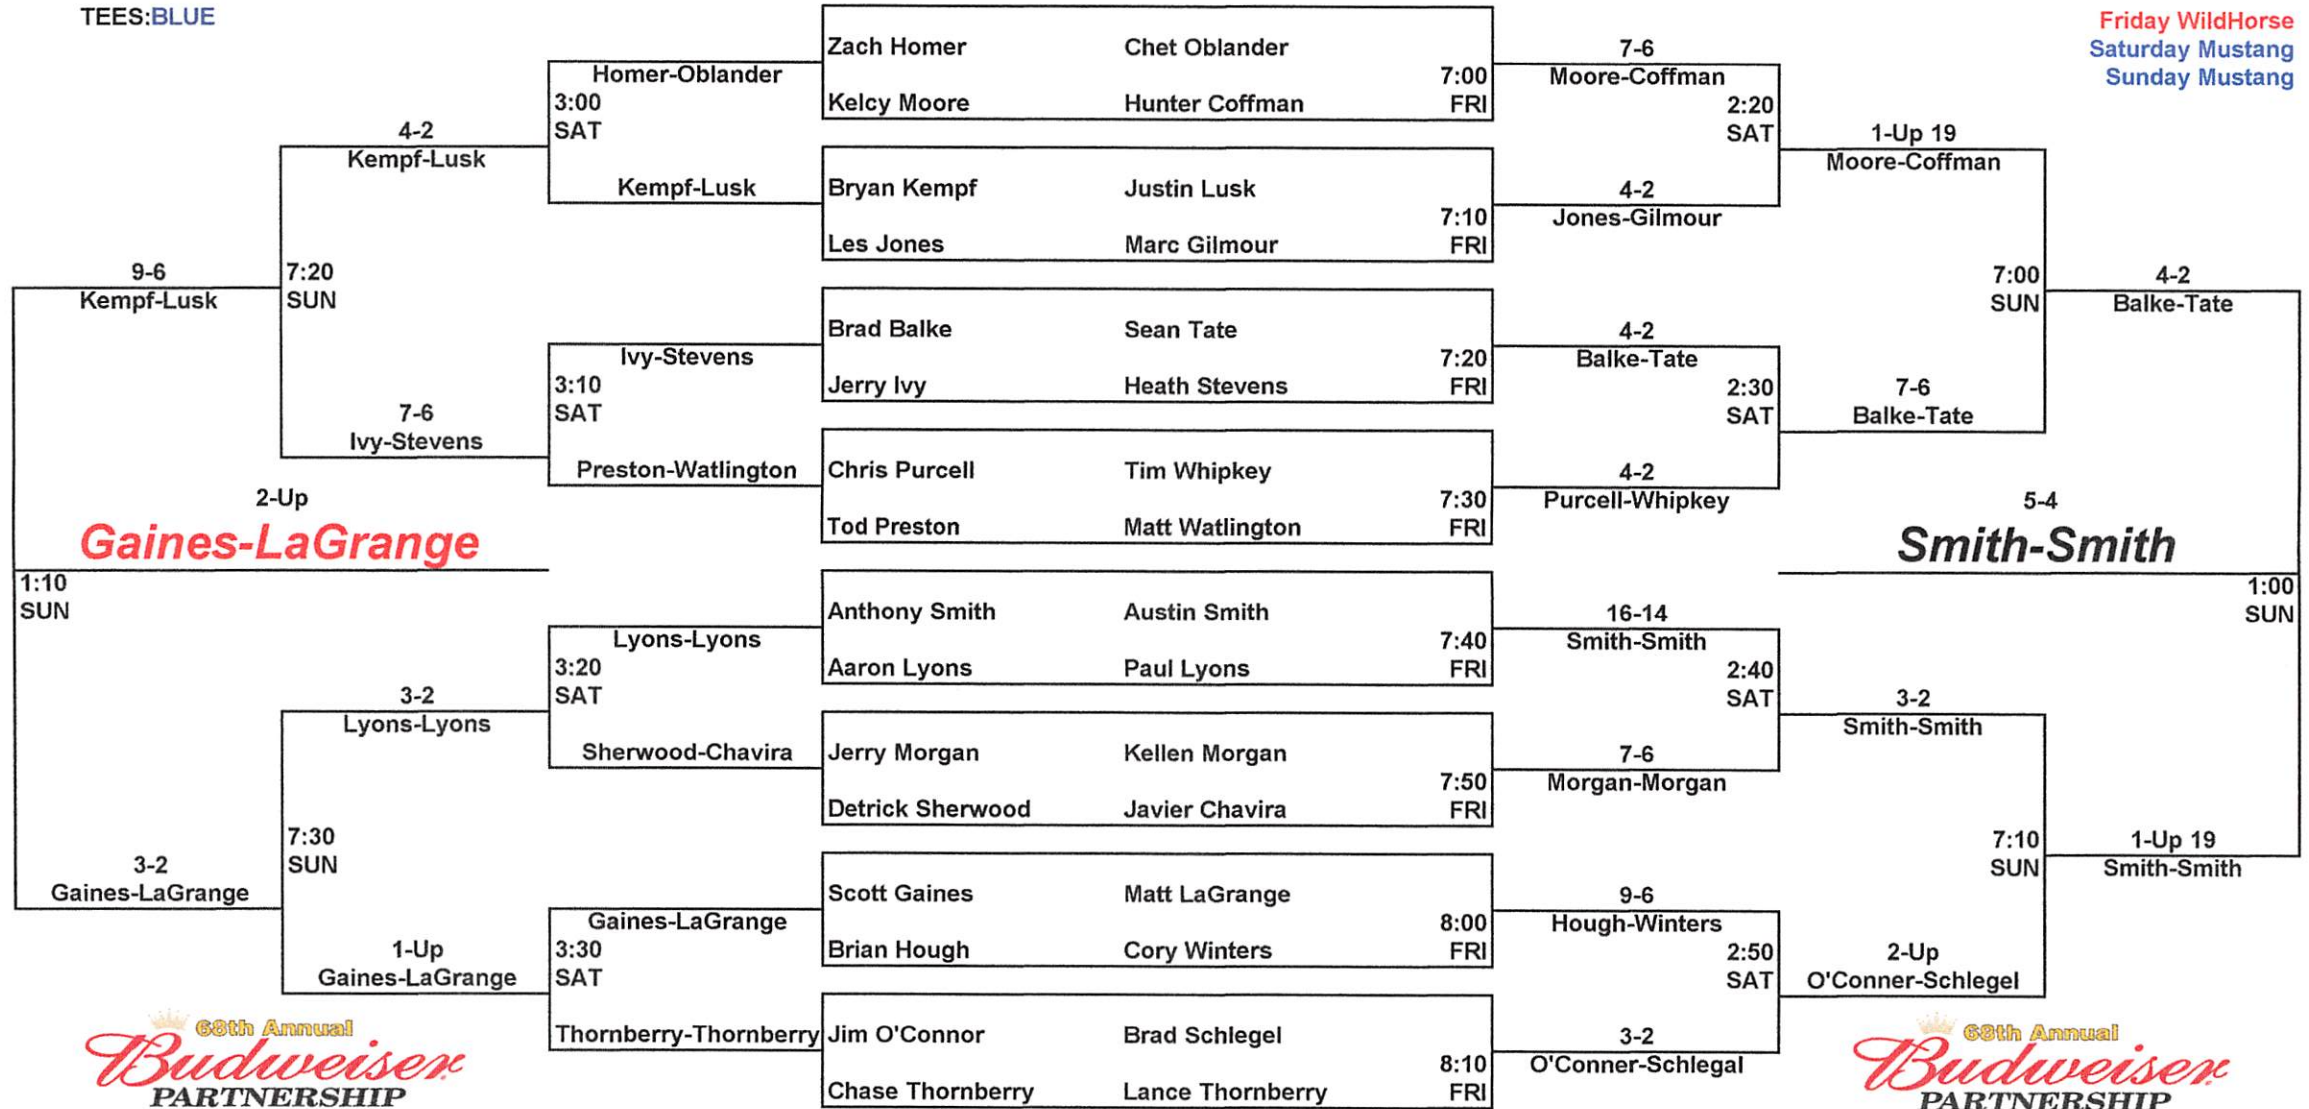 TEES:BLUE
Friday WildHorse
Saturday Mustang
Sunday Mustang
9-6
Kempf-Lusk
1:10
SUN
3-2
Gaines-LaGrange
2-Up
Gaines-LaGrange
4-2
Kempf-Lusk
7:20
SUN
7-6
Ivy-Stevens
3-2
Lyons-Lyons
7:30
SUN
1-Up
Gaines-LaGrange
Homer-Oblander
3:00
SAT
Kempf-Lusk
Ivy-Stevens
3:10
SAT
Preston-Watlington
Lyons-Lyons
3:20
SAT
Sherwood-Chavira
Gaines-LaGrange
3:30
SAT
Thornberry-Thornberry
Zach Homer Chet Oblander
7:00
Kelcy Moore Hunter Coffman FRI
Bryan Kempf Justin Lusk
7:10
Les Jones Marc Gilmour FRI
Brad Balke Sean Tate
7:20
Jerry Ivy Heath Stevens FRI
Chris Purcell Tim Whipkey
7:30
Tod Preston Matt Watlington FRI
Anthony Smith Austin Smith
7:40
Aaron Lyons Paul Lyons FRI
Jerry Morgan Kellen Morgan
7:50
Detrick Sherwood Javier Chavira FRI
Scott Gaines Matt LaGrange
8:00
Brian Hough Cory Winters FRI
Jim O'Connor Brad Schlegel
8:10
Chase Thornberry Lance Thornberry FRI
7-6
Moore-Coffman
2:20
SAT
4-2
Jones-Gilmour
4-2
Balke-Tate
2:30
SAT
4-2
Purcell-Whipkey
16-14
Smith-Smith
2:40
SAT
7-6
Morgan-Morgan
9-6
Hough-Winters
2:50
SAT
3-2
O'Conner-Schlegal
1-Up 19
Moore-Coffman
7:00
SUN
7-6
Balke-Tate
3-2
Smith-Smith
7:10
SUN
2-Up
O'Conner-Schlegel
4-2
Balke-Tate
5-4
Smith-Smith
1:00
SUN
1-Up 19
Smith-Smith
68th Annual
Budweiser
PARTNERSHIP
68th Annual
Budweiser
PARTNERSHIP